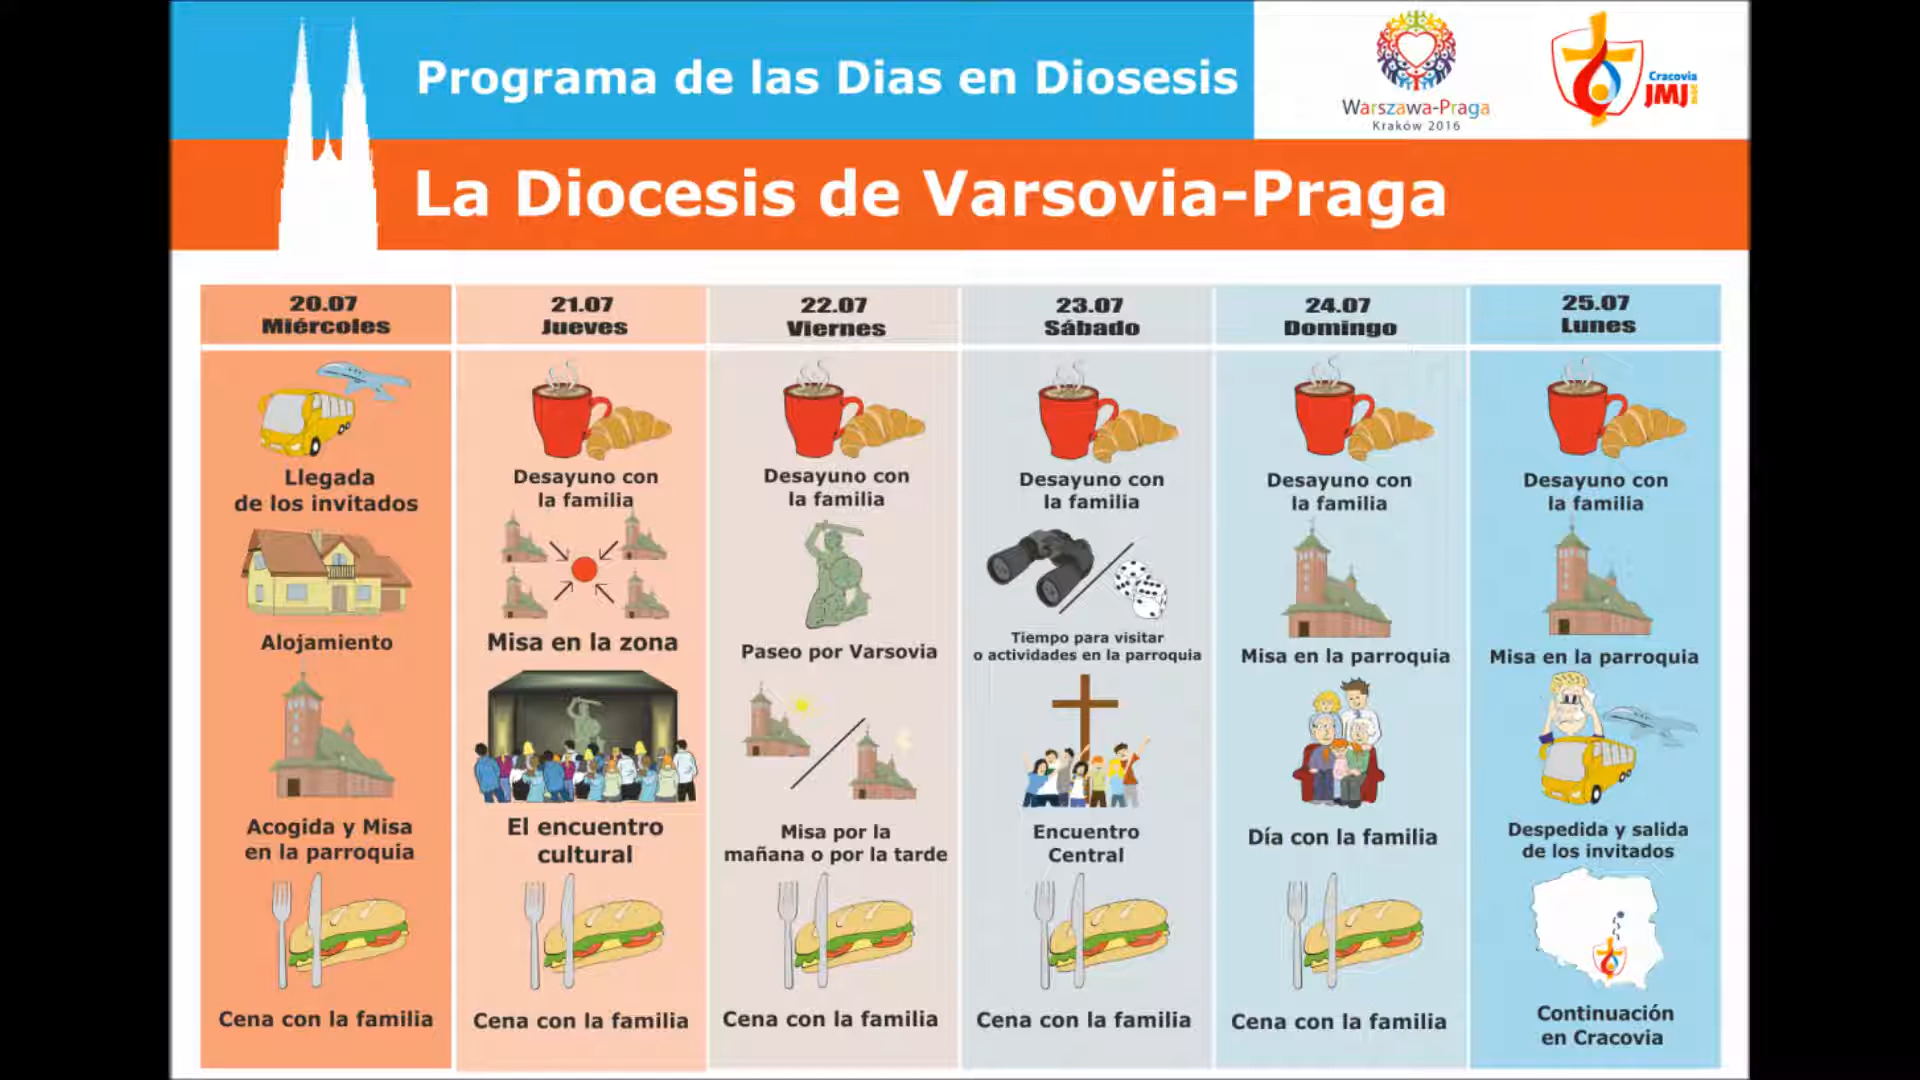 Programa de las Dias en Diosesis
Warszawa-Praga
Kraków 2016
Cracovia
JMJ
La Diocesis de Varsovia-Praga
20.07
Miércoles
Llegada
de los invitados
Alojamiento
Acogida y Misa
en la parroquia
Cena con la familia
21.07
Jueves
Desayuno con
la familia
Misa en la zona
El encuentro
cultural
Cena con la familia
22.07
Viernes
Desayuno con
la familia
Paseo por Varsovia
Misa por la
mañana o por la tarde
Cena con la familia
23.07
Sábado
Desayuno con
la familia
Tiempo para visitar
o actividades en la parroquia
Encuentro
Central
Cena con la familia
24.07
Domingo
Desayuno con
la familia
Misa en la parroquia
Día con la familia
Cena con la familia
25.07
Lunes
Desayuno con
la familia
Misa en la parroquia
Despedida y salida
de los invitados
Continuación
en Cracovia